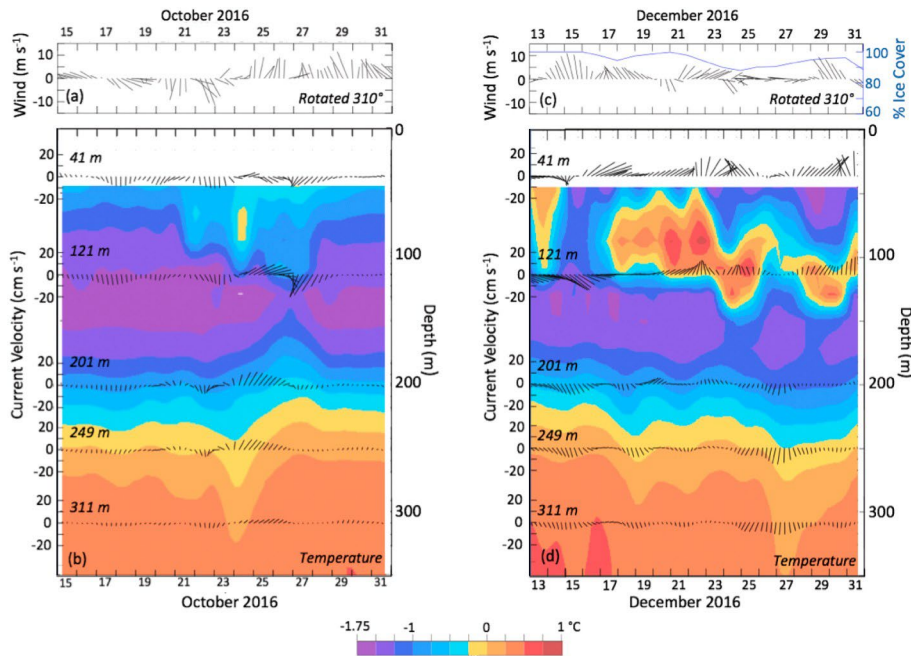 October 2016
15 17 19 21 23 25 27 29 31
Wind (m s⁻¹)
10
0
-10
(a)
Rotated 310°
December 2016
13 15 17 19 21 23 25 27 29 31
Wind (m s⁻¹)
10
0
-10
(c)
Rotated 310°
100
80
60
% Ice Cover
Current Velocity (cm s⁻¹)
20
0
-20
20
0
-20
20
0
-20
20
0
-20
20
0
-20
41 m
121 m
201 m
249 m
311 m
(b)
Temperature
0
100
200
300
Depth (m)
15 17 19 21 23 25 27 29 31
October 2016
Current Velocity (cm s⁻¹)
20
0
-20
20
0
-20
20
0
-20
20
0
-20
20
0
-20
41 m
121 m
201 m
249 m
311 m
(d)
Temperature
0
100
200
300
Depth (m)
13 15 17 19 21 23 25 27 29 31
December 2016
-1.75 -1 0 1 °C